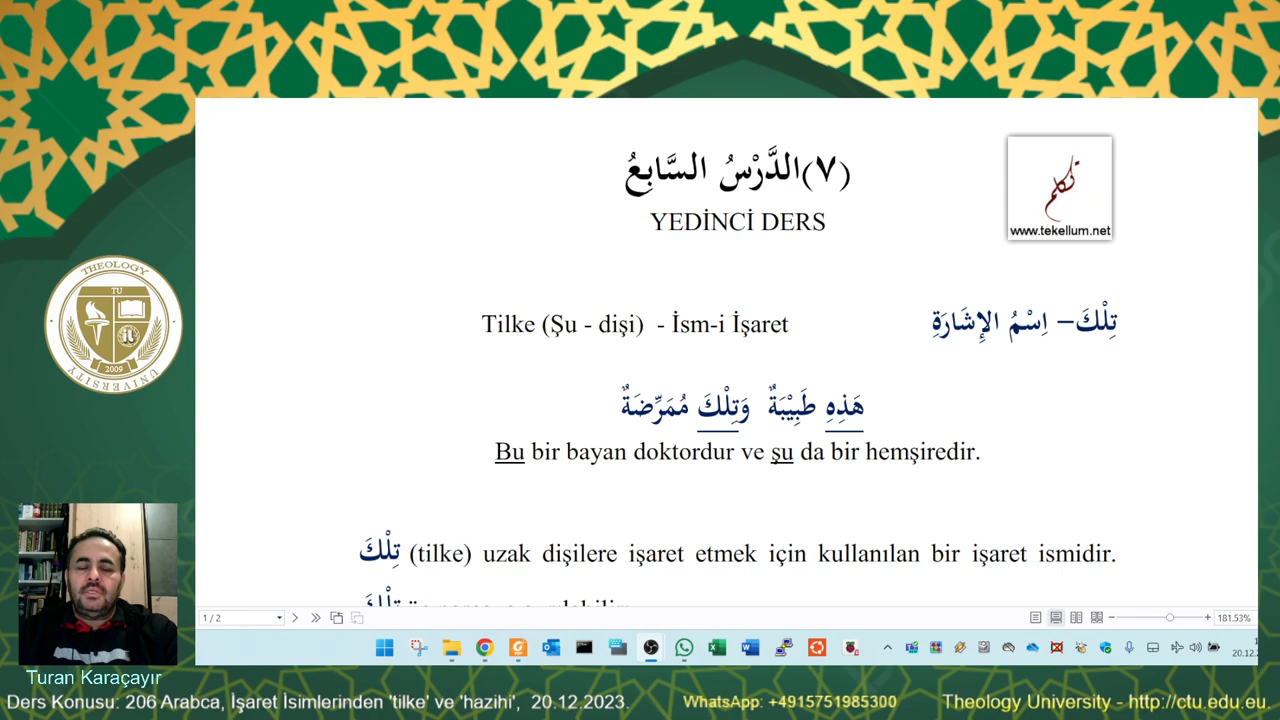 (٧)الدَّرْسُ السَّابِعُ
YEDİNCİ DERS
www.tekellum.net
تِلْكَ – اِسْمُ الإِشَارَةِ
Tilke (Şu - dişi) - İsm-i İşaret
هَذِهِ طَبِيْبَةٌ وَتِلْكَ مُمَرِّضَةٌ
Bu bir bayan doktordur ve şu da bir hemşiredir.
تِلْكَ (tilke) uzak dişilere işaret etmek için kullanılan bir işaret ismidir.
THEOLOGY
TU
2009
UNIVERSITY
1 / 2
181.53%
Turan Karaçayır
Ders Konusu: 206 Arabca, İşaret İsimlerinden 'tilke' ve 'hazihi', 20.12.2023.
WhatsApp: +4915751985300
Theology University - http://ctu.edu.eu.